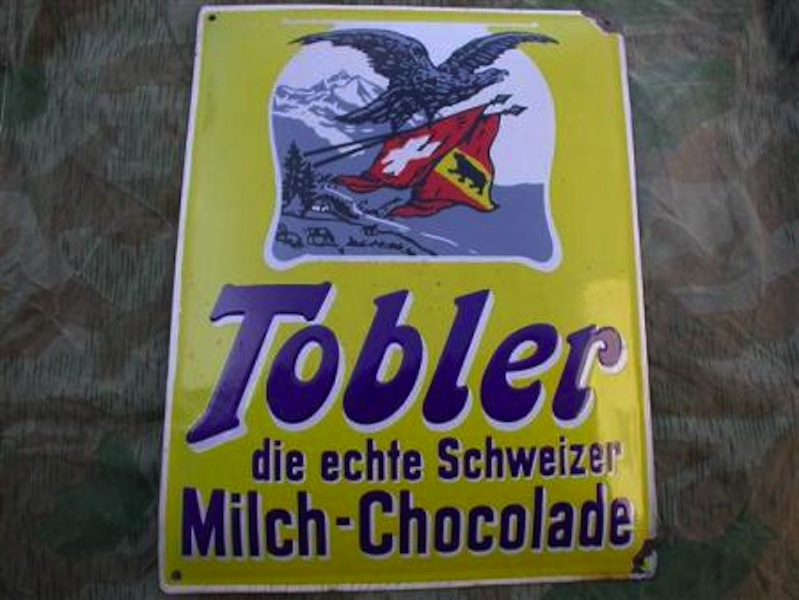 Tobler
die echte Schweizer
Milch-Chocolade